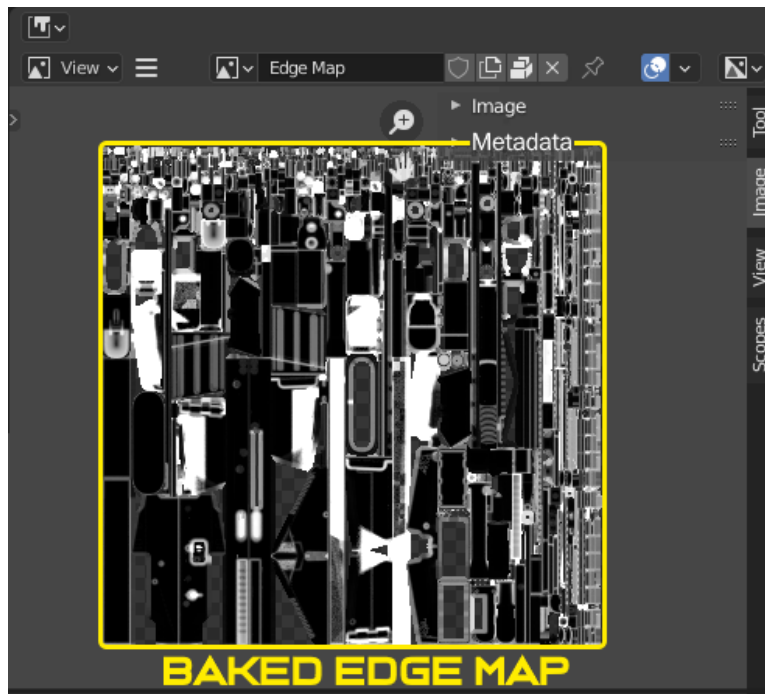 View
Edge Map
Image
Metadata
Tool
Image
View
Scopes
BAKED EDGE MAP